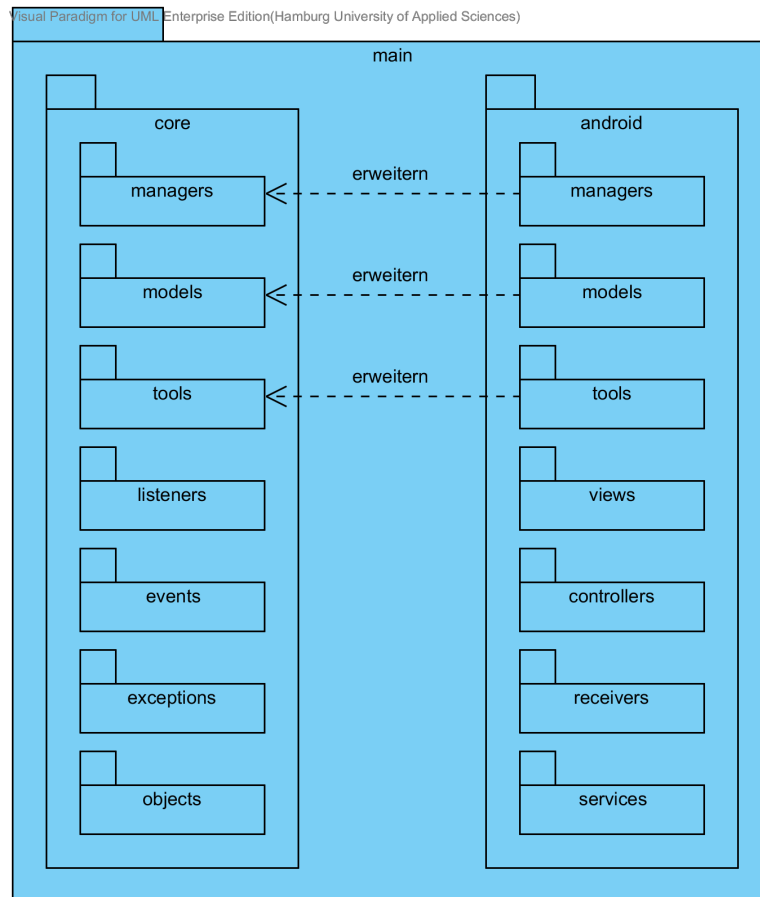 Visual Paradigm for UML Enterprise Edition(Hamburg University of Applied Sciences)
main
core
android
managers
erweitern
managers
models
erweitern
models
tools
erweitern
tools
listeners
views
events
controllers
exceptions
receivers
objects
services